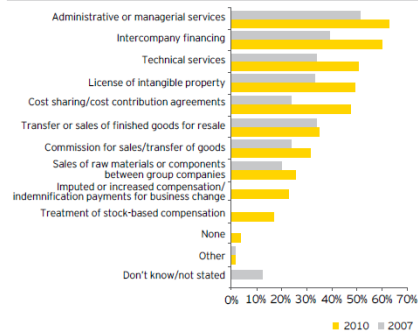 Administrative or managerial services
Intercompany financing
Technical services
License of intangible property
Cost sharing/cost contribution agreements
Transfer or sales of finished goods for resale
Commission for sales/transfer of goods
Sales of raw materials or components
between group companies
Imputed or increased compensation/
indemnification payments for business change
Treatment of stock-based compensation
None
Other
Don't know/not stated
0% 10% 20% 30% 40% 50% 60% 70%
2010 2007